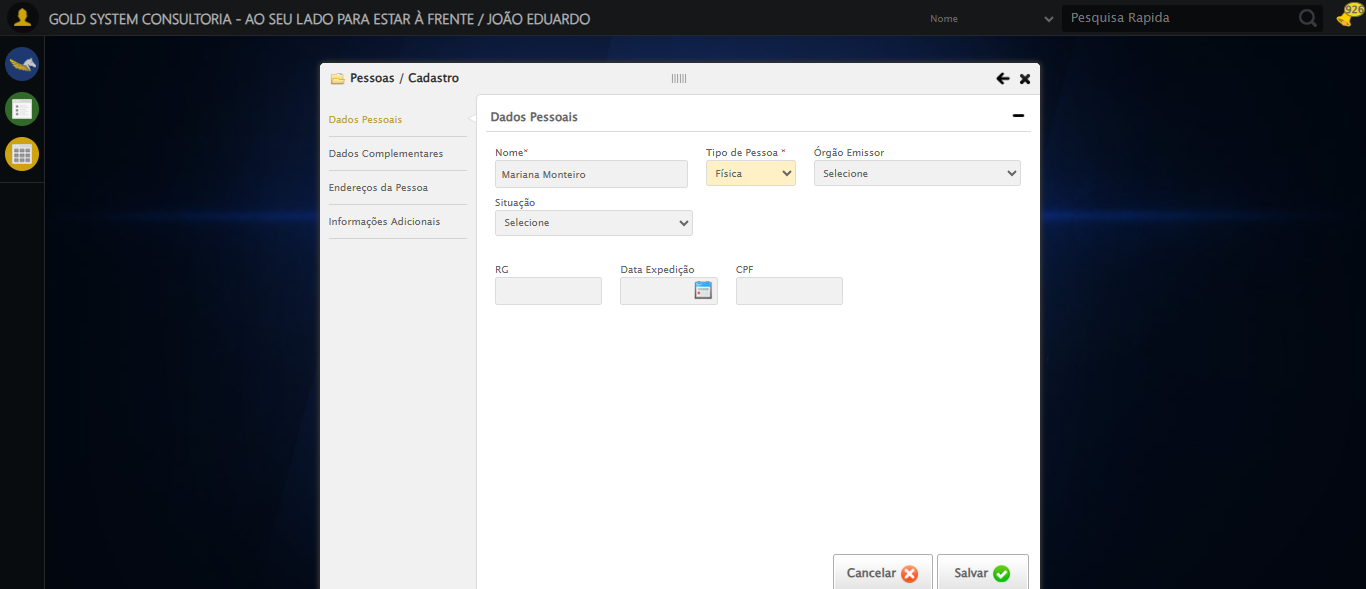 GOLD SYSTEM CONSULTORIA - AO SEU LADO PARA ESTAR À FRENTE / JOÃO EDUARDO
Nome
Pesquisa Rapida
926
Pessoas / Cadastro
Dados Pessoais
Dados Complementares
Endereços da Pessoa
Informações Adicionais
Dados Pessoais
Nome*
Tipo de Pessoa *
Órgão Emissor
Mariana Monteiro
Física
Selecione
Situação
Selecione
RG
Data Expedição
CPF
Cancelar
Salvar